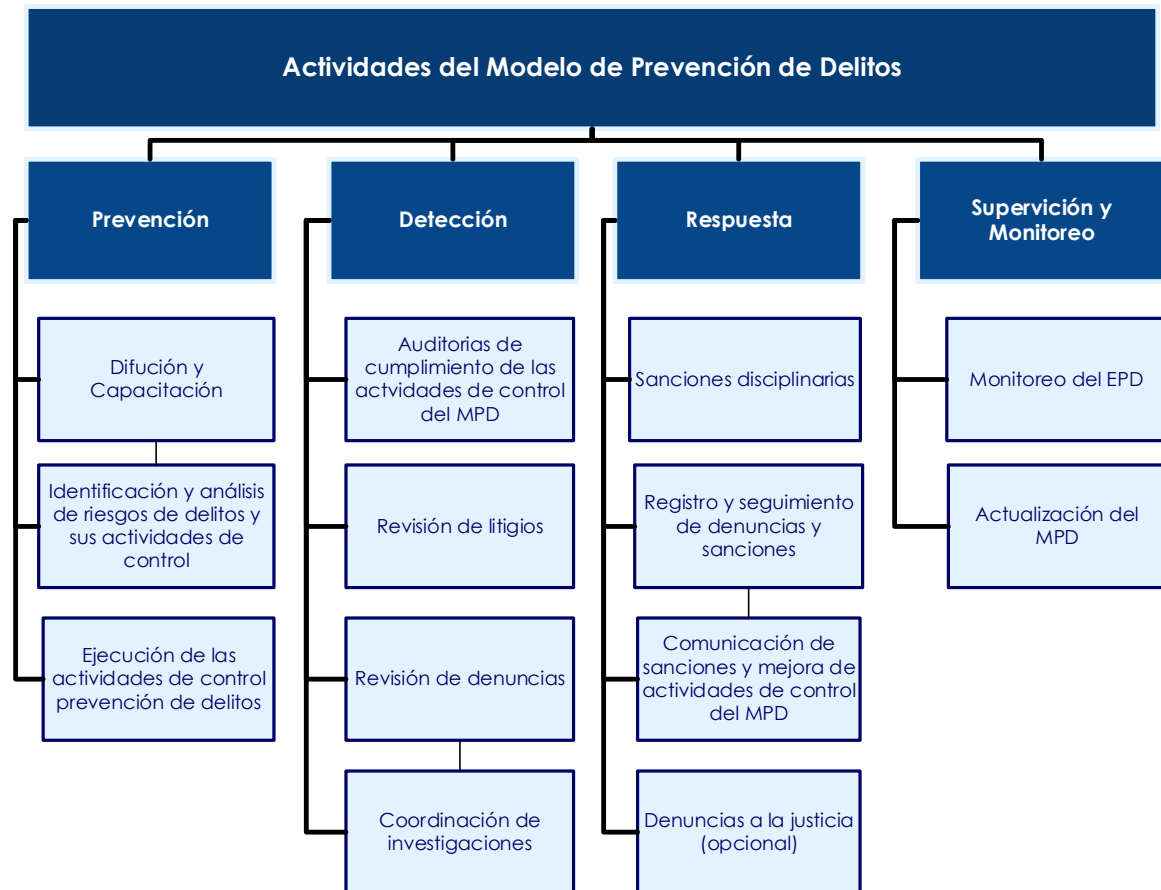 Actividades del Modelo de Prevención de Delitos
Prevención
Difución y
Capacitación
Identificación y análisis
de riesgos de delitos y
sus actividades de
control
Ejecución de las
actividades de control
prevención de delitos
Detección
Auditorias de
cumplimiento de las
actvidades de control
del MPD
Revisión de litigios
Revisión de denuncias
Coordinación de
investigaciones
Respuesta
Sanciones disciplinarias
Registro y seguimiento
de denuncias y
sanciones
Comunicación de
sanciones y mejora de
actividades de control
del MPD
Denuncias a la justicia
(opcional)
Supervición y
Monitoreo
Monitoreo del EPD
Actualización del
MPD